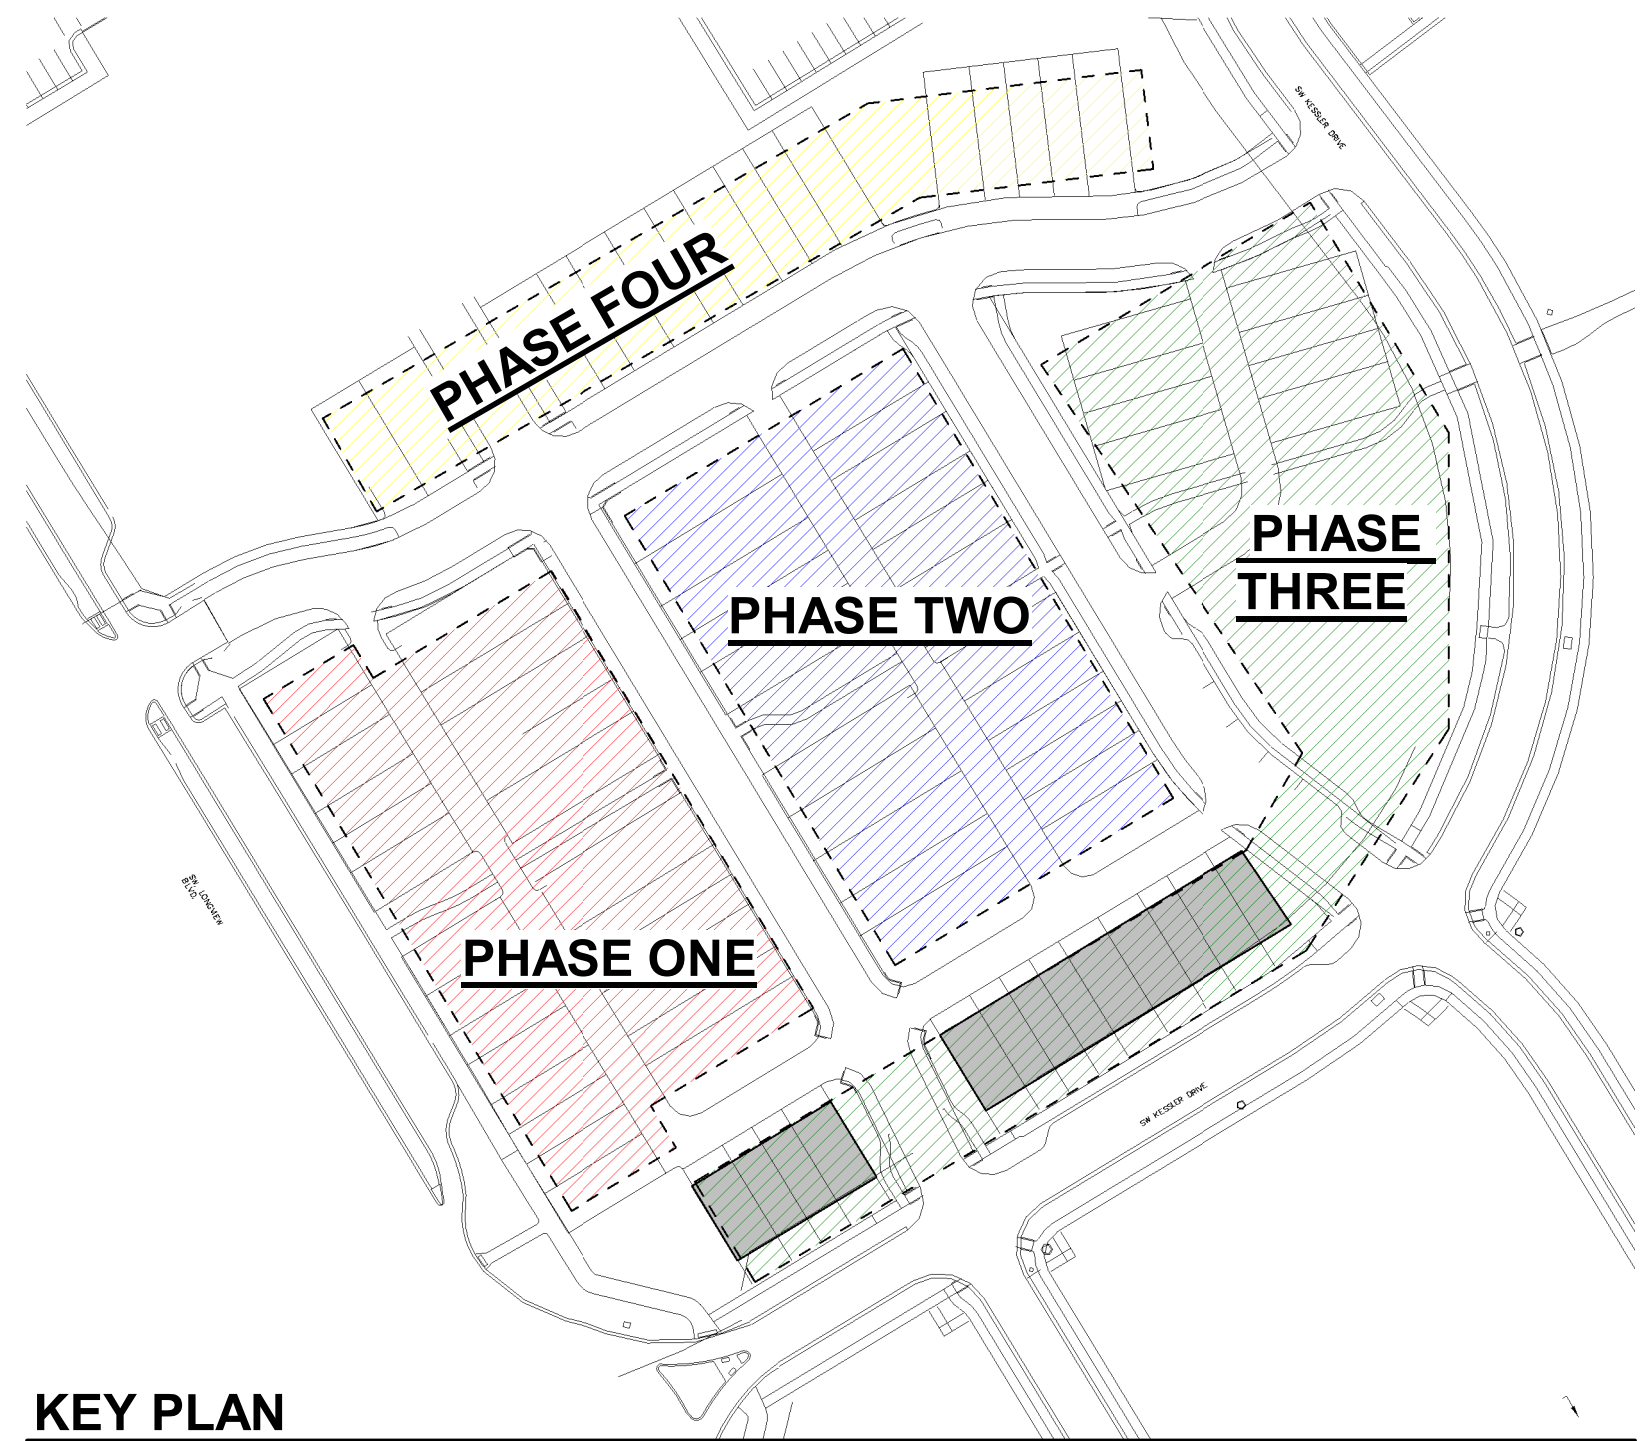 SW KESSLER DRIVE
PHASE FOUR
PHASE
THREE
PHASE TWO
SW LONGVIEW
BLVD.
PHASE ONE
SW KESSLER DRIVE
KEY PLAN